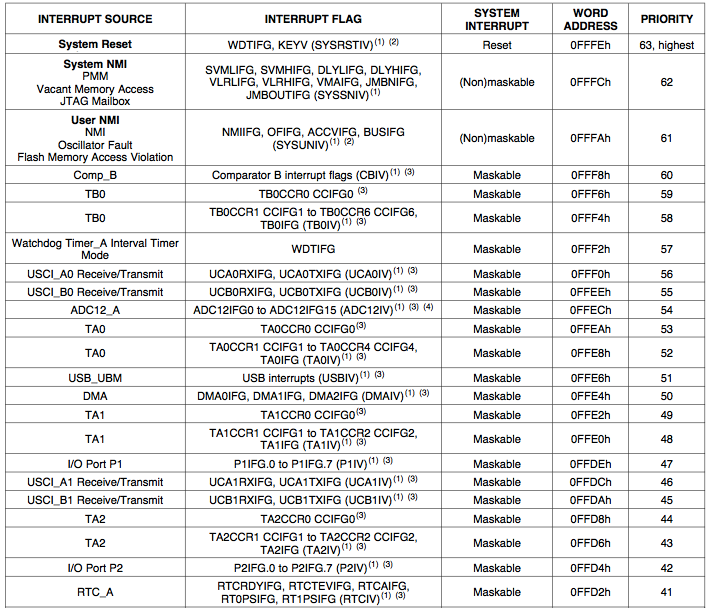 INTERRUPT SOURCE INTERRUPT FLAG SYSTEM INTERRUPT WORD ADDRESS PRIORITY
System Reset WDTIFG, KEYV (SYSRSTIV)(1) (2) Reset 0FFFEh 63, highest
System NMI
PMM
Vacant Memory Access
JTAG Mailbox
SVMLIFG, SVMHIFG, DLYLIFG, DLYHIFG,
VLRLIFG, VLRHIFG, VMAIFG, JMBNIFG,
JMBOUTIFG (SYSSNIV)(1)
(Non)maskable 0FFFCh 62
User NMI
NMI
Oscillator Fault
Flash Memory Access Violation
NMIIFG, OFIFG, ACCVIFG, BUSIFG
(SYSUNIV)(1) (2)
(Non)maskable 0FFFAh 61
Comp_B Comparator B interrupt flags (CBIV)(1) (3) Maskable 0FFF8h 60
TB0 TB0CCR0 CCIFG0 (3) Maskable 0FFF6h 59
TB0 TB0CCR1 CCIFG1 to TB0CCR6 CCIFG6,
TB0IFG (TB0IV)(1) (3) Maskable 0FFF4h 58
Watchdog Timer_A Interval Timer
Mode WDTIFG Maskable 0FFF2h 57
USCI_A0 Receive/Transmit UCA0RXIFG, UCA0TXIFG (UCA0IV)(1) (3) Maskable 0FFF0h 56
USCI_B0 Receive/Transmit UCB0RXIFG, UCB0TXIFG (UCB0IV)(1) (3) Maskable 0FFEEh 55
ADC12_A ADC12IFG0 to ADC12IFG15 (ADC12IV)(1) (3) (4) Maskable 0FFECh 54
TA0 TA0CCR0 CCIFG0(3) Maskable 0FFEAh 53
TA0 TA0CCR1 CCIFG1 to TA0CCR4 CCIFG4,
TA0IFG (TA0IV)(1) (3) Maskable 0FFE8h 52
USB_UBM USB interrupts (USBIV)(1) (3) Maskable 0FFE6h 51
DMA DMA0IFG, DMA1IFG, DMA2IFG (DMAIV)(1) (3) Maskable 0FFE4h 50
TA1 TA1CCR0 CCIFG0(3) Maskable 0FFE2h 49
TA1 TA1CCR1 CCIFG1 to TA1CCR2 CCIFG2,
TA1IFG (TA1IV)(1) (3) Maskable 0FFE0h 48
I/O Port P1 P1IFG.0 to P1IFG.7 (P1IV)(1) (3) Maskable 0FFDEh 47
USCI_A1 Receive/Transmit UCA1RXIFG, UCA1TXIFG (UCA1IV)(1) (3) Maskable 0FFDCh 46
USCI_B1 Receive/Transmit UCB1RXIFG, UCB1TXIFG (UCB1IV)(1) (3) Maskable 0FFDAh 45
TA2 TA2CCR0 CCIFG0(3) Maskable 0FFD8h 44
TA2 TA2CCR1 CCIFG1 to TA2CCR2 CCIFG2,
TA2IFG (TA2IV)(1) (3) Maskable 0FFD6h 43
I/O Port P2 P2IFG.0 to P2IFG.7 (P2IV)(1) (3) Maskable 0FFD4h 42
RTC_A RTCRDYIFG, RTCTEVIFG, RTCAIFG,
RT0PSIFG, RT1PSIFG (RTCIV)(1) (3) Maskable 0FFD2h 41